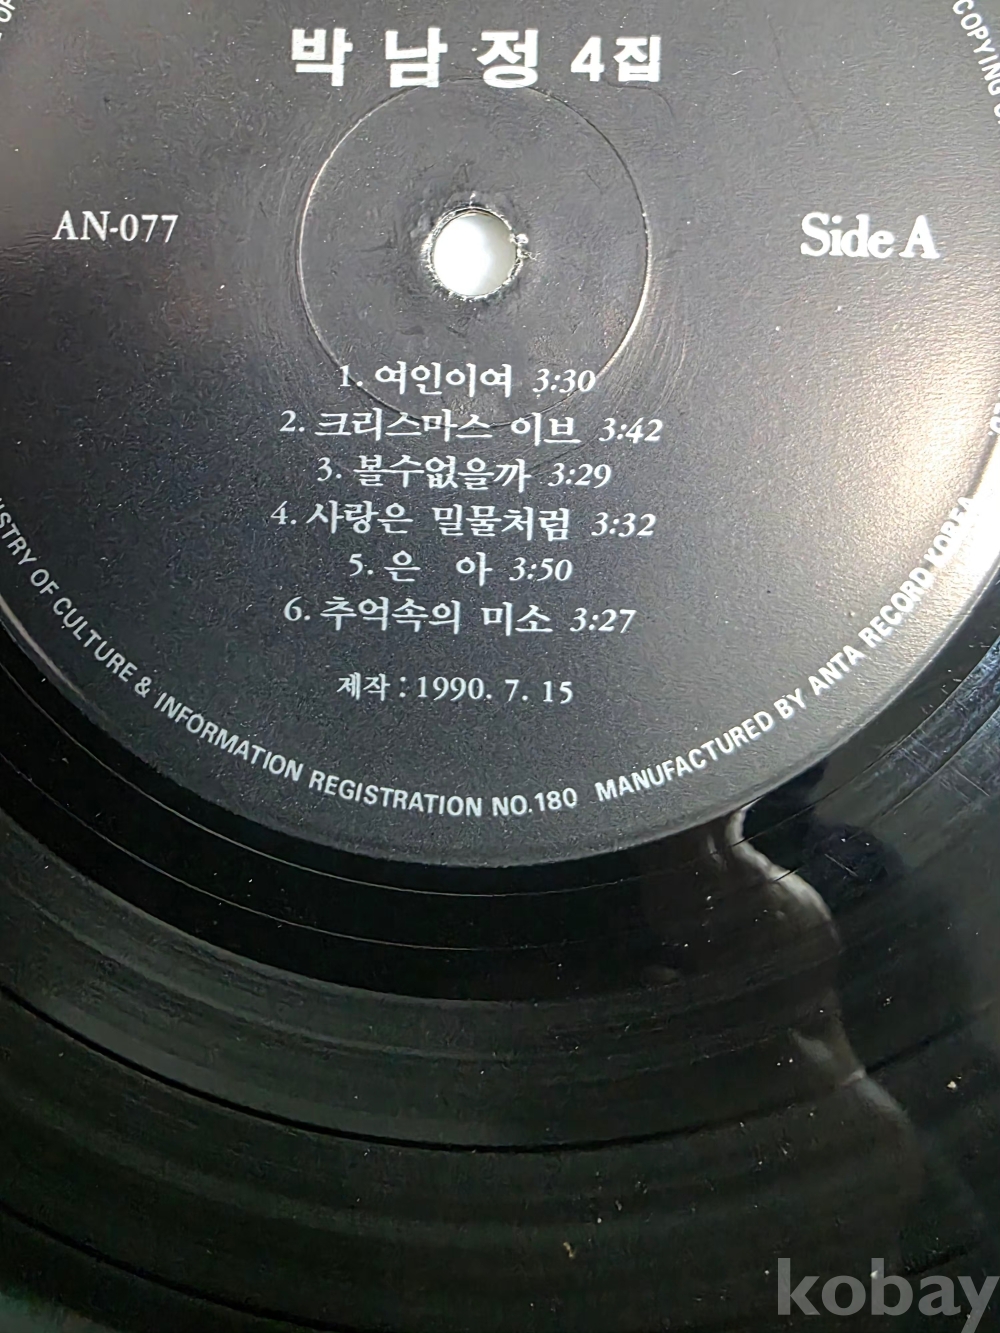 박 남 정 4집
AN-077
Side A
1. 여인이여 3:30
2. 크리스마스 이브 3:42
3. 볼수없을까 3:29
4. 사랑은 밀물처럼 3:32
5. 은 아 3:50
6. 추억속의 미소 3:27
제작 : 1990. 7. 15
OF CULTURE & INFORMATION REGISTRATION NO.180 MANUFACTURED BY ANTA RECORD KOREA
COPYING
kobay